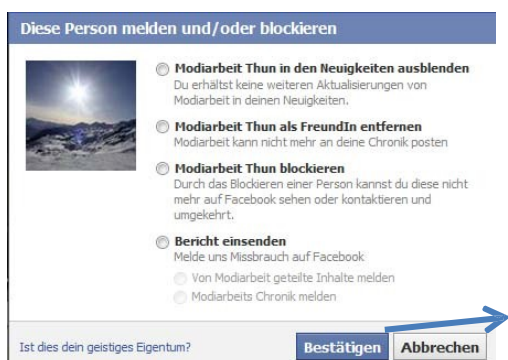 Diese Person melden und/oder blockieren
Modiarbeit Thun in den Neuigkeiten ausblenden
Du erhältst keine weiteren Aktualisierungen von
Modiarbeit in deinen Neuigkeiten.
Modiarbeit Thun als FreundIn entfernen
Modiarbeit kann nicht mehr an deine Chronik posten
Modiarbeit Thun blockieren
Durch das Blockieren einer Person kannst du diese nicht
mehr auf Facebook sehen oder kontaktieren und
umgekehrt.
Bericht einsenden
Melde uns Missbrauch auf Facebook
Von Modiarbeit geteilte Inhalte melden
Modiarbeits Chronik melden
Ist dies dein geistiges Eigentum?
Bestätigen
Abbrechen